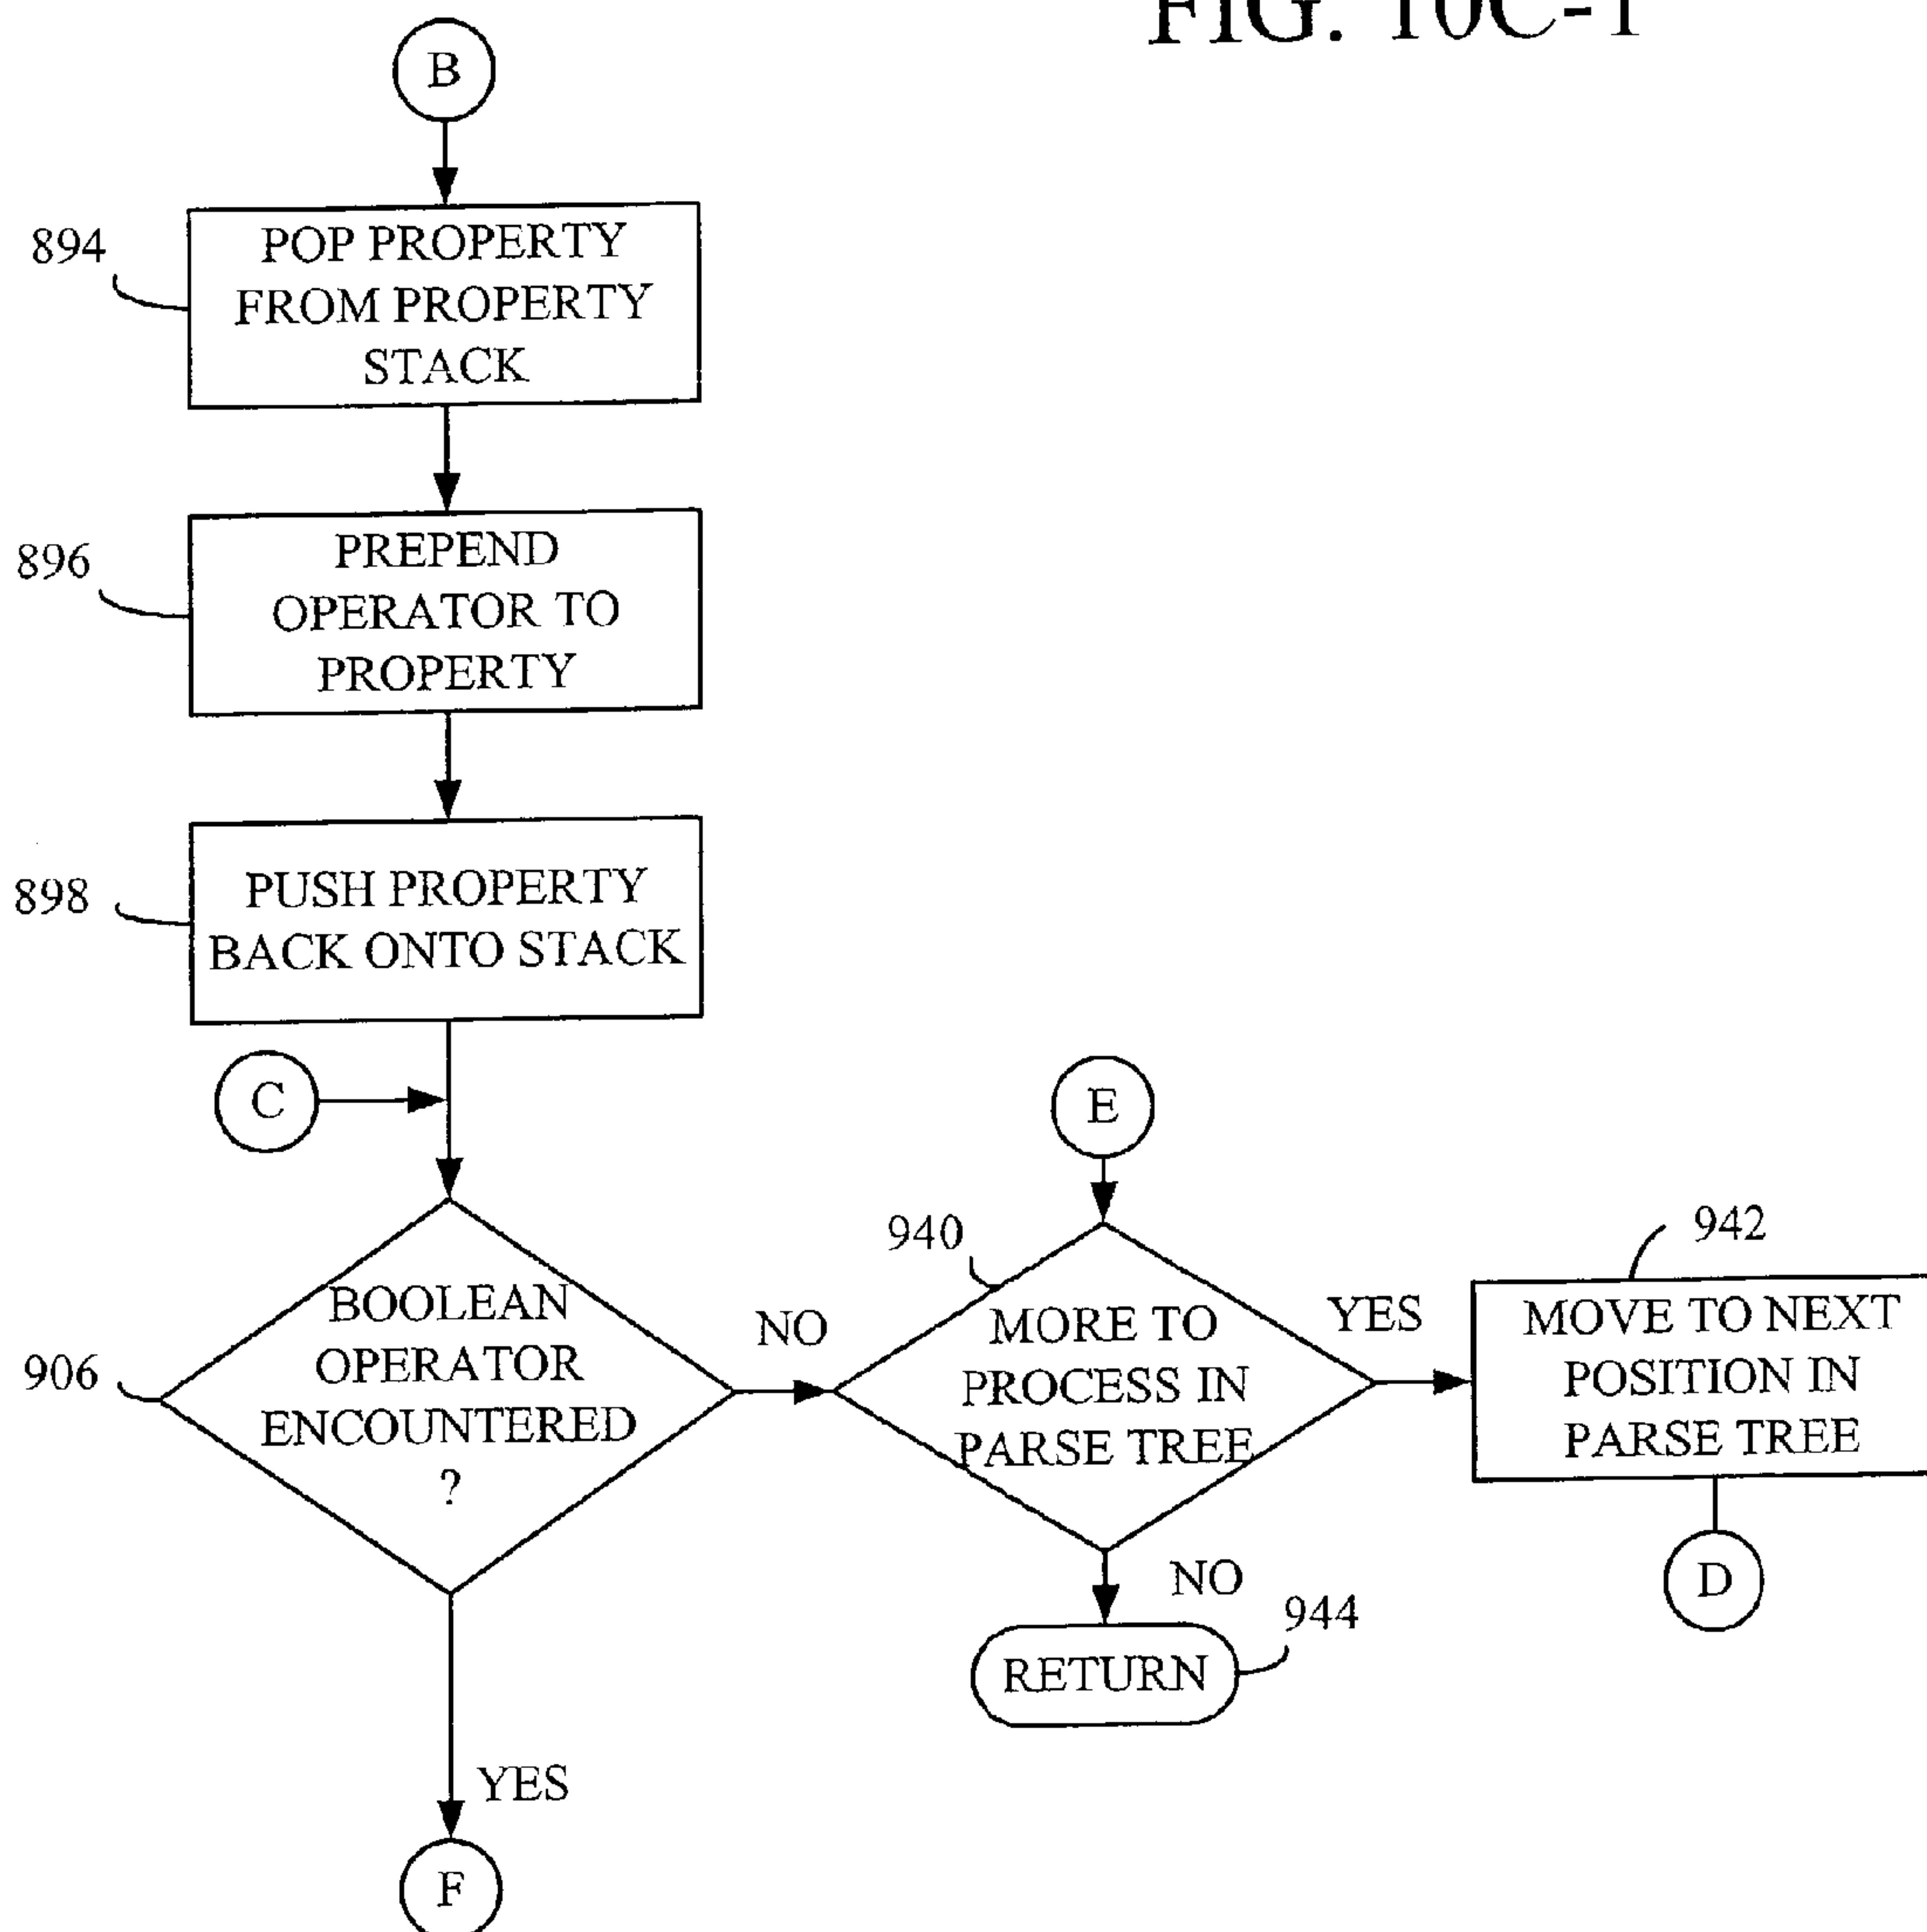 FIG. 10C-1
B
894
POP PROPERTY
FROM PROPERTY
STACK
896
PREPEND
OPERATOR TO
PROPERTY
898
PUSH PROPERTY
BACK ONTO STACK
C
906
BOOLEAN
OPERATOR
ENCOUNTERED
?
NO
YES
F
E
940
MORE TO
PROCESS IN
PARSE TREE
YES
NO
RETURN
944
942
MOVE TO NEXT
POSITION IN
PARSE TREE
D